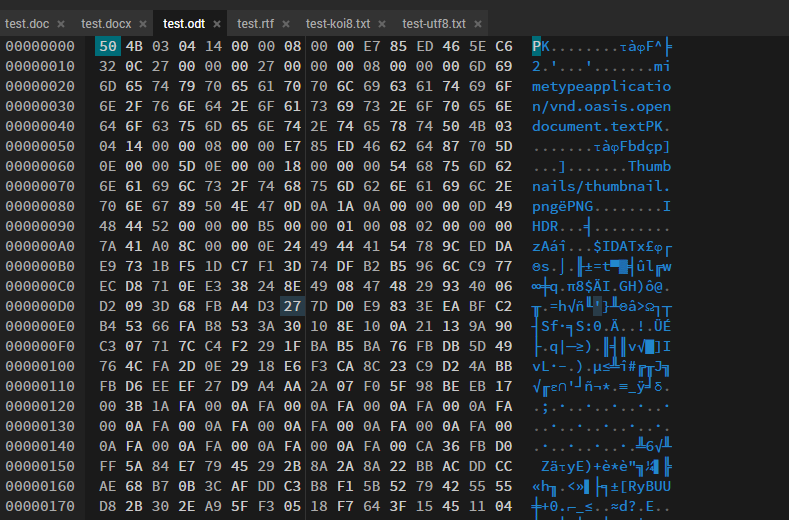 test.doc × test.docx × test.odt × test.rtf × test-koi8.txt × test-utf8.txt ×
00000000 50 4B 03 04 14 00 00 08 00 00 E7 85 ED 46 5E C6 PK........τàφF^╞
00000010 32 0C 27 00 00 00 27 00 00 00 08 00 00 00 6D 69 2.'...'.......mi
00000020 6D 65 74 79 70 65 61 70 70 6C 69 63 61 74 69 6F metypeapplicatio
00000030 6E 2F 76 6E 64 2E 6F 61 73 69 73 2E 6F 70 65 6E n/vnd.oasis.open
00000040 64 6F 63 75 6D 65 6E 74 2E 74 65 78 74 50 4B 03 document.textPK.
00000050 04 14 00 00 08 00 00 E7 85 ED 46 62 64 87 70 5D .......τàφFbdçp]
00000060 0E 00 00 5D 0E 00 00 18 00 00 00 54 68 75 6D 62 ...].......Thumb
00000070 6E 61 69 6C 73 2F 74 68 75 6D 62 6E 61 69 6C 2E nails/thumbnail.
00000080 70 6E 67 89 50 4E 47 0D 0A 1A 0A 00 00 00 0D 49 pngëPNG........I
00000090 48 44 52 00 00 00 B5 00 00 01 00 08 02 00 00 00 HDR...╡.........
000000A0 7A 41 A0 8C 00 00 0E 24 49 44 41 54 78 9C ED DA zAáî...$IDATx£φ┌
000000B0 E9 73 1B F5 1D C7 F1 3D 74 DF B2 B5 96 6C C9 77 Θs.⌡.╟±=t▀▓╡ûl╔w
000000C0 EC D8 71 0E E3 38 24 8E 49 08 47 48 29 93 40 06 ∞╪q.π8$ÄI.GH)ô@.
000000D0 D2 09 3D 68 FB A4 D3 27 7D D0 E9 83 3E EA BF C2 ╥.=h√ñ╙'}╨Θâ>Ω┐┬
000000E0 B4 53 66 FA B8 53 3A 30 10 8E 10 0A 21 13 9A 90 ┤Sf·╕S:0.Ä..!.ÜÉ
000000F0 C3 07 71 7C C4 F2 29 1F BA B5 BA 76 FB DB 5D 49 ├.q|─≥).║╡║v√█]I
00000100 76 4C FA 2D 0E 29 18 E6 F3 CA 8C 23 C9 D2 4A BB vL·-.).µ≤╩î#╔╥J╗
00000110 FB D6 EE EF 27 D9 A4 AA 2A 07 F0 5F 98 BE EB 17 √╓ε∩'┘ñ¬*.≡_ÿ╛δ.
00000120 00 3B 1A FA 00 0A FA 00 0A FA 00 0A FA 00 0A FA .;.·..·..·..·..·
00000130 00 0A FA 00 0A FA 00 0A FA 00 0A FA 00 0A FA 00 ..·..·..·..·..·.
00000140 0A FA 00 0A FA 00 0A FA 00 0A FA 00 CA 36 FB D0 .·..·..·..·.╩6√╨
00000150 FF 5A 84 E7 79 45 29 2B 8A 2A 8A 22 BB AC DD CC  Zäτ​yE)+è*è"╗¼▌╠
00000160 AE 68 B7 0B 3C AF DD C3 B8 F1 5B 52 79 42 55 55 «h╖.<»▌├╕±[RyBUU
00000170 D8 2B 30 2E A9 5F F3 05 18 F7 64 3F 15 45 11 04 ╪+0.⌐_≤..≈d?.E..